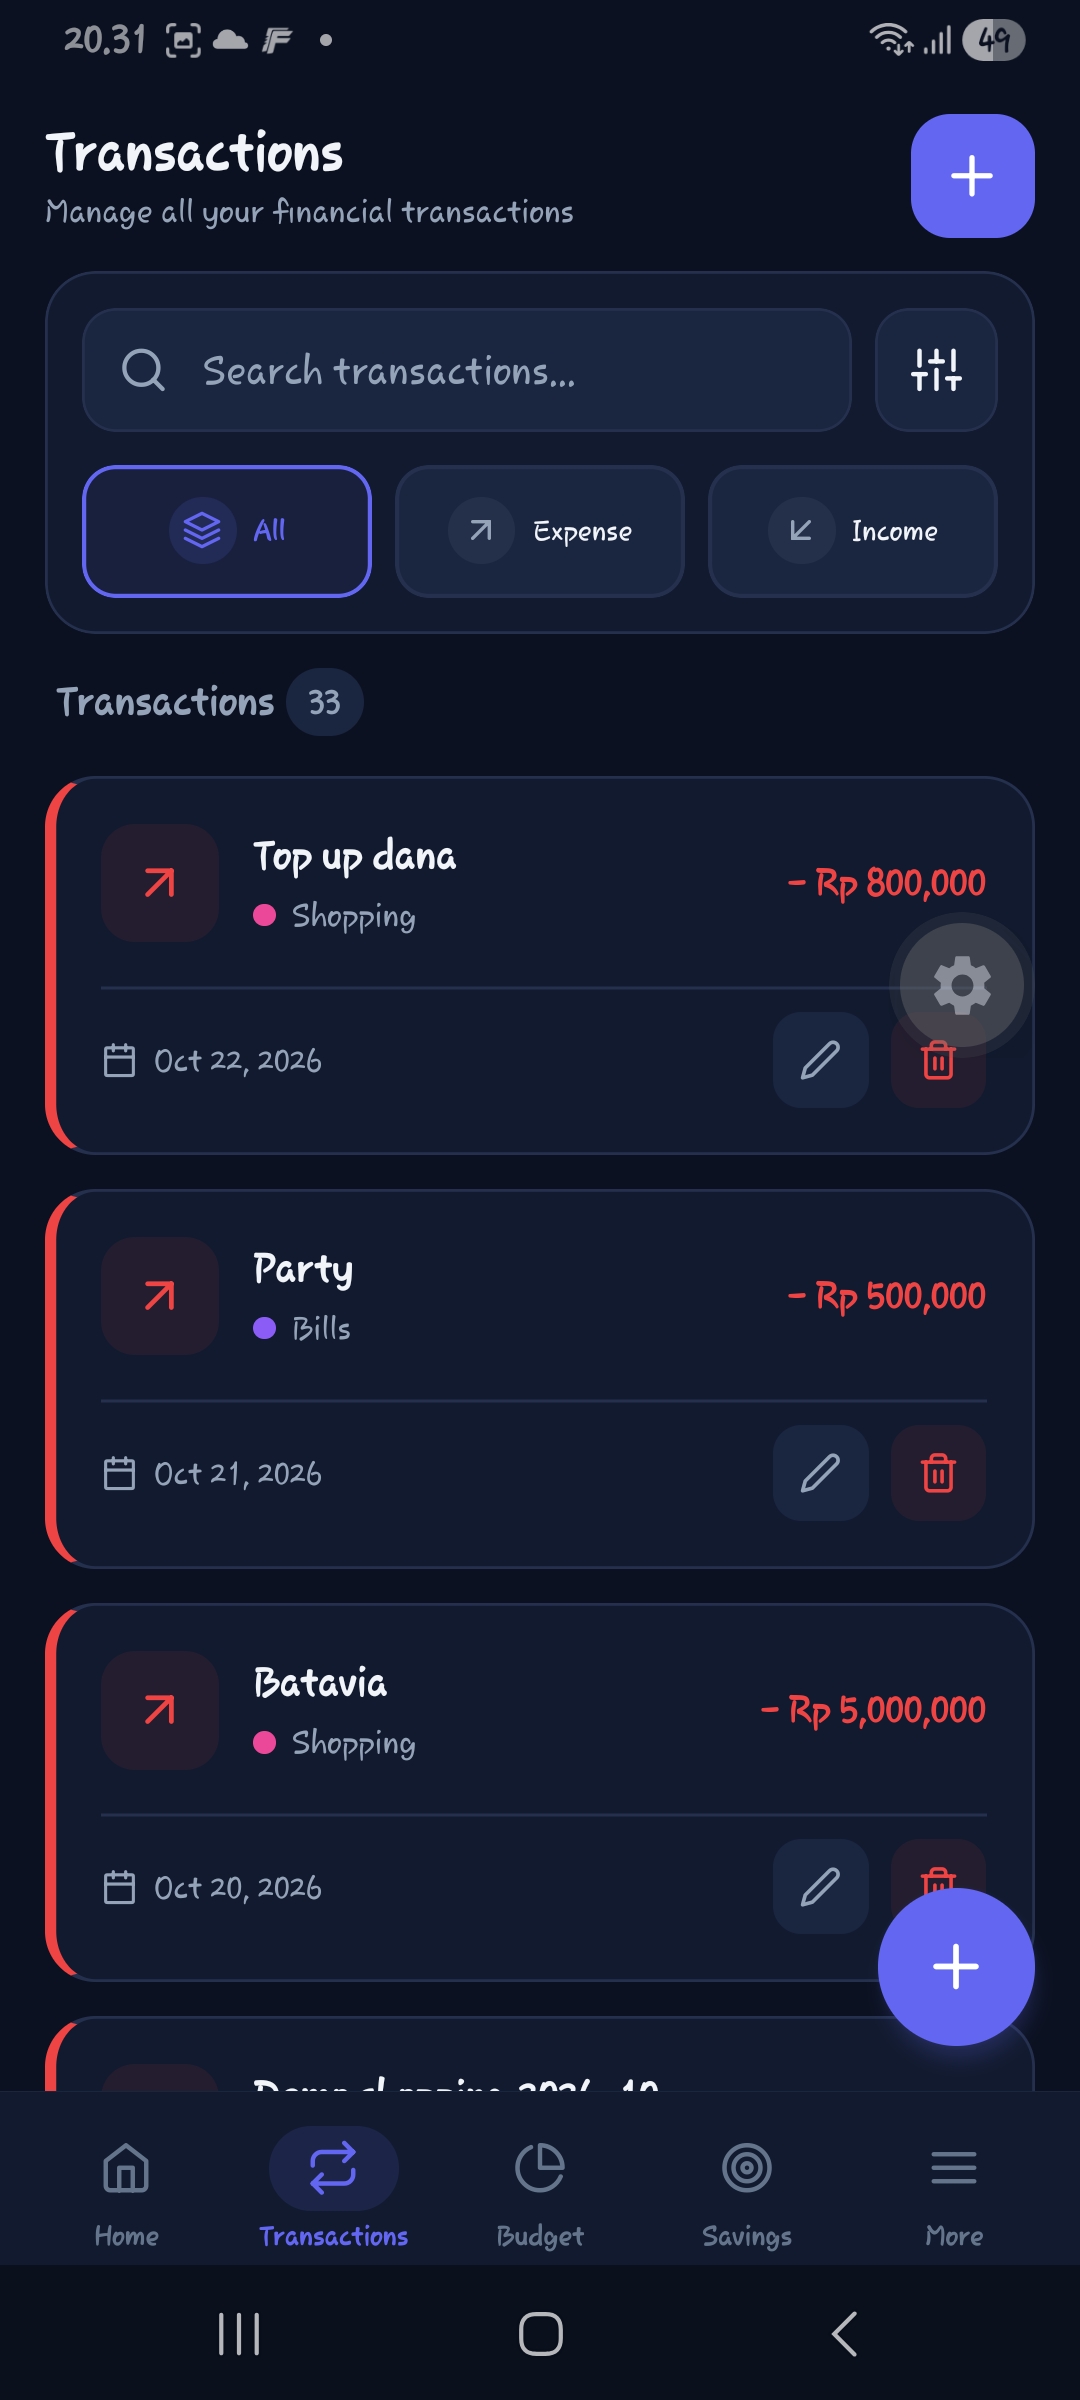 20.31
49
Transactions
Manage all your financial transactions
Search transactions...
All
Expense
Income
Transactions 33
Top up dana
- Rp 800,000
Shopping
Oct 22, 2026
Party
- Rp 500,000
Bills
Oct 21, 2026
Batavia
- Rp 5,000,000
Shopping
Oct 20, 2026
Home
Transactions
Budget
Savings
More